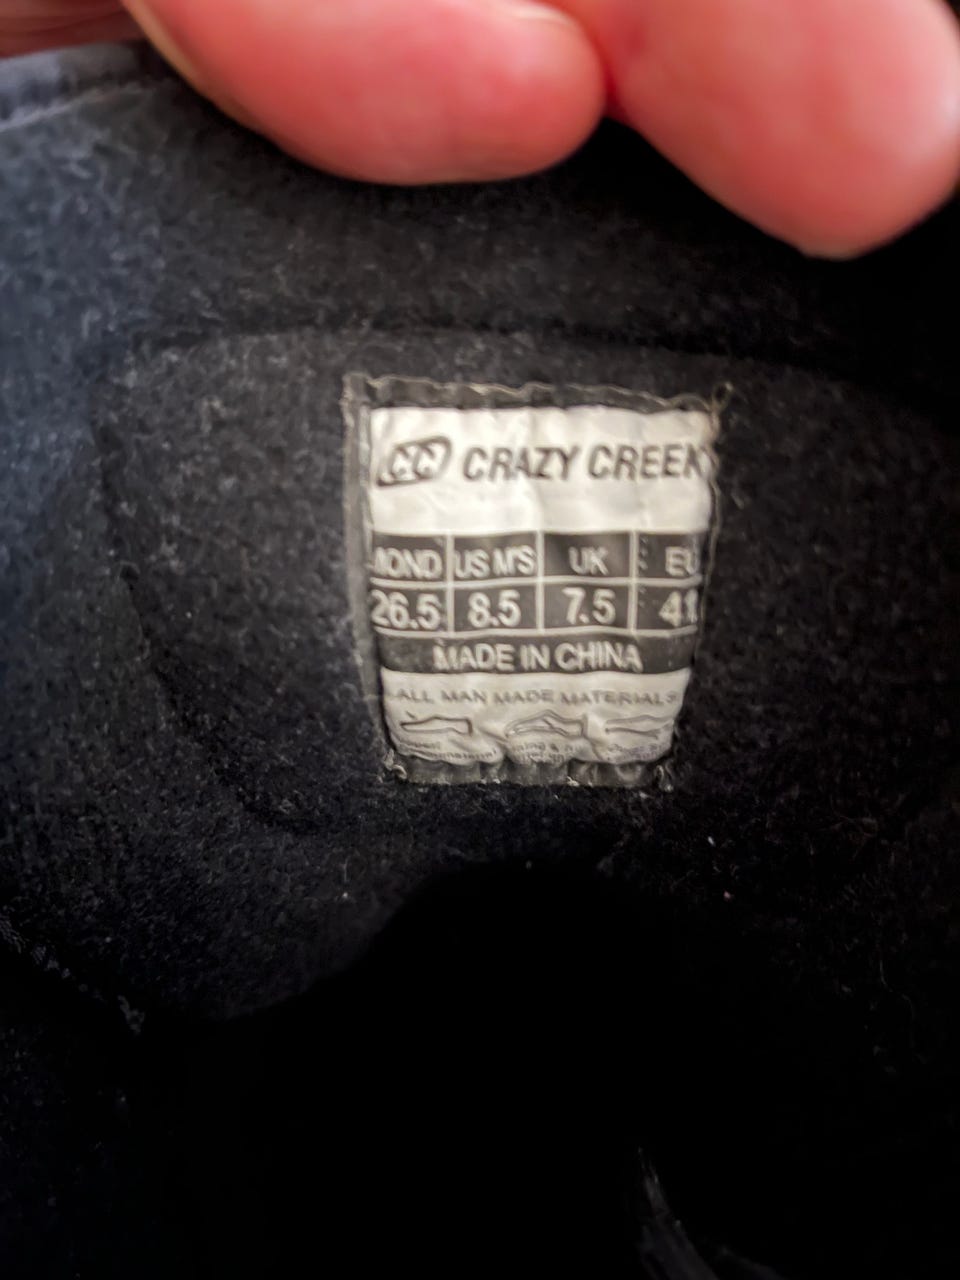 CC CRAZY CREEK
MOND US M'S UK EU
26.5 8.5 7.5 41
MADE IN CHINA
ALL MAN MADE MATERIALS